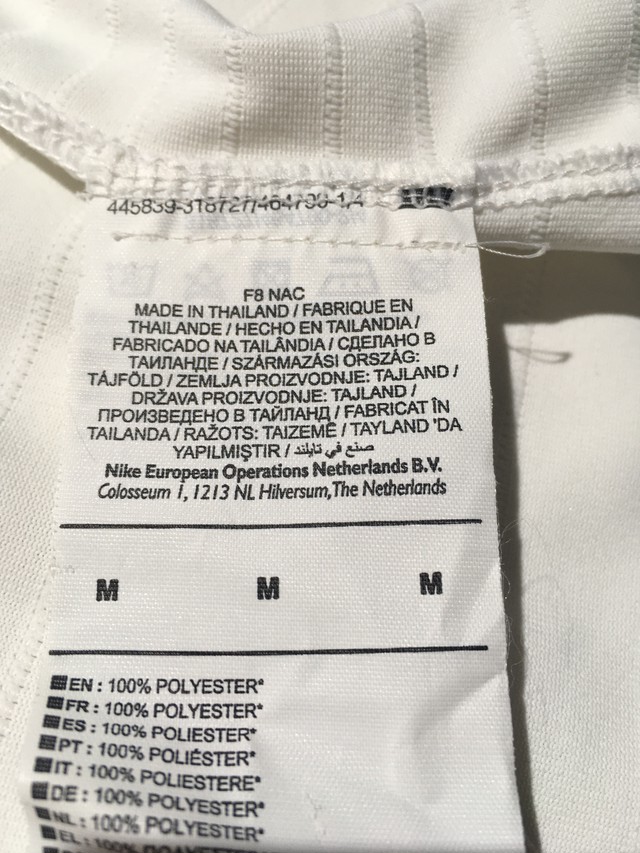 F8 NAC
MADE IN THAILAND / FABRIQUE EN
THAILANDE / HECHO EN TAILANDIA /
FABRICADO NA TAILÂNDIA / СДЕЛАНО В
ТАИЛАНДЕ / SZÁRMAZÁSI ORSZÁG:
TÁJFÖLD / ZEMLJA PROIZVODNJE: TAJLAND /
DRŽAVA PROIZVODNJE: TAJLAND /
ПРОИЗВЕДЕНО В ТАЙЛАНД / FABRICAT ÎN
TAILANDA / RAŽOTS: TAIZEMĒ / TAYLAND 'DA
YAPILMIŞTIR / صنع في تايلند
Nike European Operations Netherlands B.V.
Colosseum 1, 1213 NL Hilversum, The Netherlands
M M M
EN : 100% POLYESTER*
FR : 100% POLYESTER*
ES : 100% POLIESTER*
PT : 100% POLIÉSTER*
IT : 100% POLIESTERE*
DE : 100% POLYESTER*
NL : 100% POLYESTER*
EL :